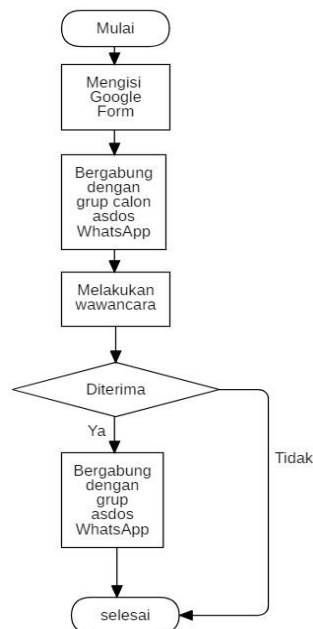 Mulai
Mengisi
Google
Form
Bergabung
dengan
grup calon
asdos
WhatsApp
Melakukan
wawancara
Diterima
Ya
Tidak
Bergabung
dengan
grup
asdos
WhatsApp
selesai